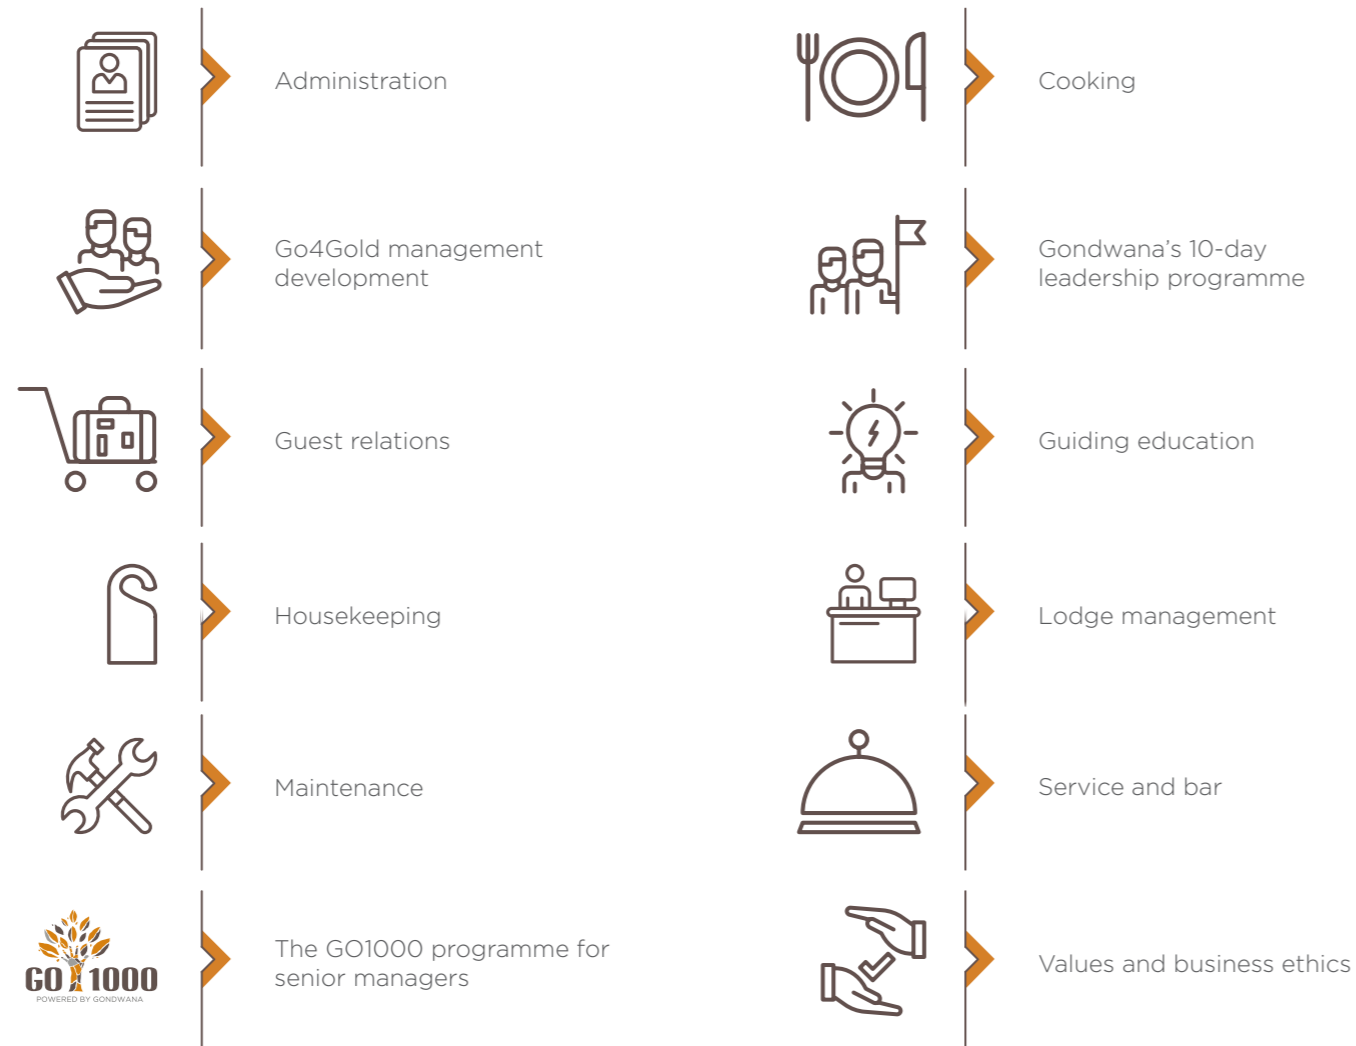 Administration
Cooking
Go4Gold management
development
Gondwana’s 10-day
leadership programme
Guest relations
Guiding education
Housekeeping
Lodge management
Maintenance
Service and bar
GO 1000
POWERED BY GONDWANA
The GO1000 programme for
senior managers
Values and business ethics